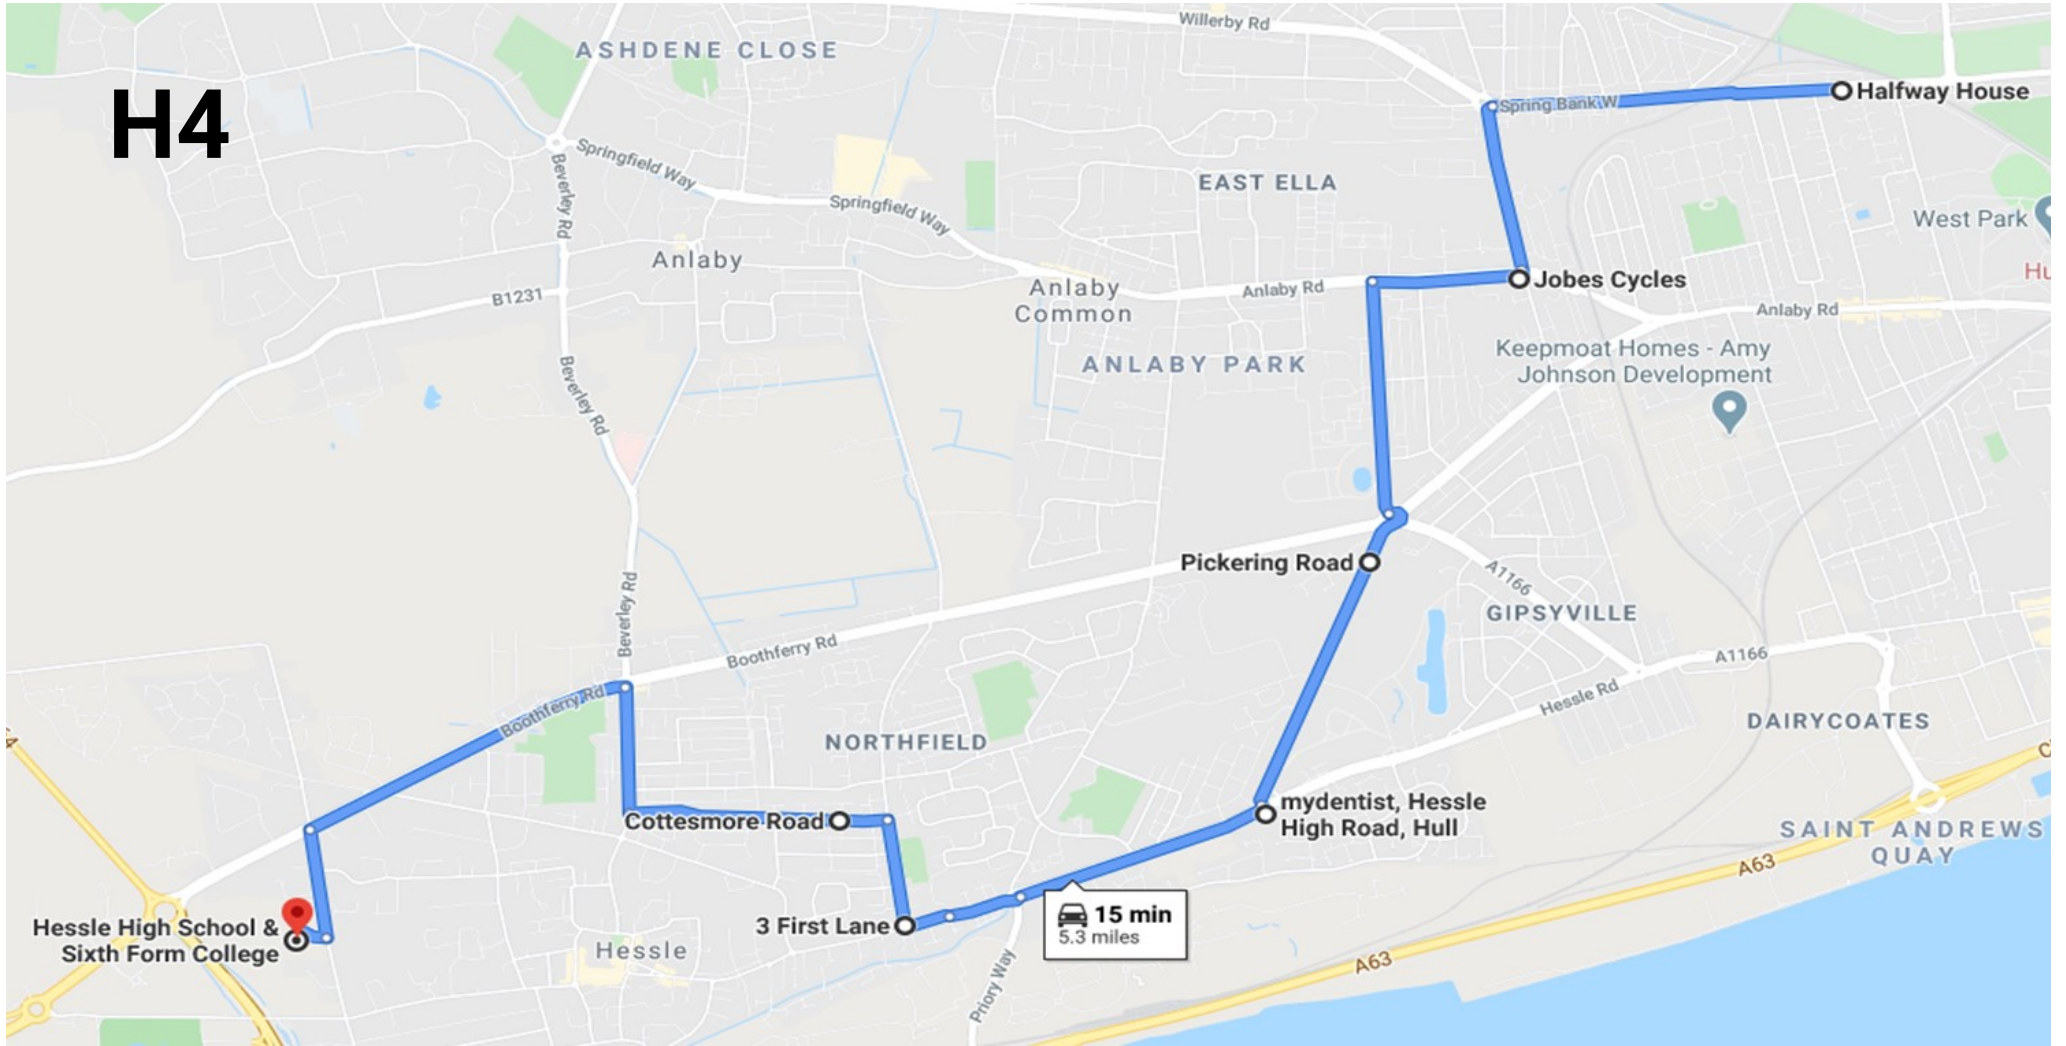 Willerby Rd
ASHDENE CLOSE
H4
Spring Bank W
Halfway House
Springfield Way
Beverley Rd
EAST ELLA
Springfield Way
West Park
Anlaby
Jobes Cycles
Hu
B1231
Anlaby Rd
Anlaby
Common
Anlaby Rd
Keepmoat Homes - Amy
Johnson Development
ANLABY PARK
Beverley Rd
Pickering Road
A1166
Beverley Rd
GIPSYVILLE
Boothferry Rd
A1166
Hessle Rd
Boothferry Rd
DAIRYCOATES
NORTHFIELD
Cottesmore Road
mydentist, Hessle
High Road, Hull
SAINT ANDREWS
QUAY
A63
15 min
5.3 miles
3 First Lane
Hessle High School &
Sixth Form College
Hessle
A63
Priory Way